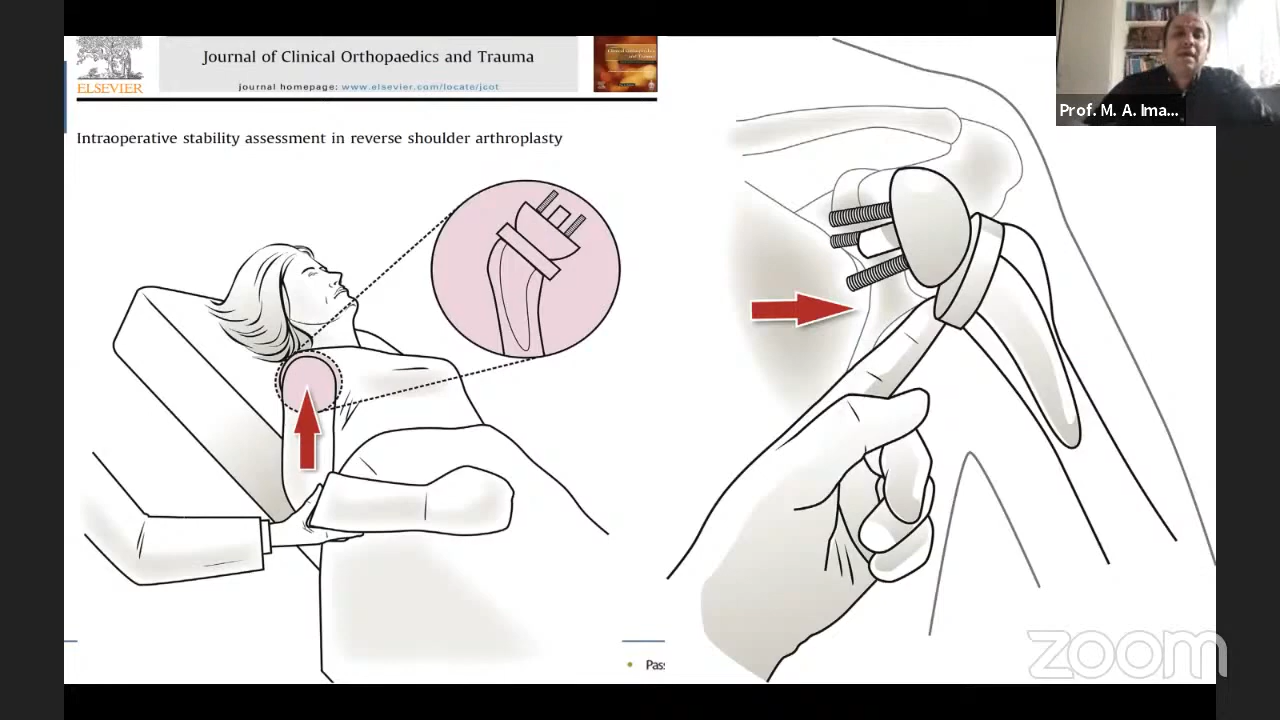 Journal of Clinical Orthopaedics and Trauma
ELSEVIER
journal homepage: www.elsevier.com/locate/jcot
Intraoperative stability assessment in reverse shoulder arthroplasty
Prof. M. A. Ima...
• Pas
zoom